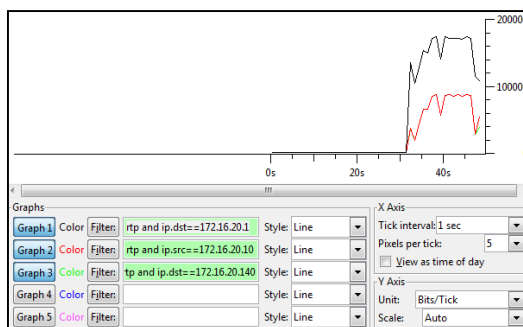 20000
10000
0s 20s 40s
Graphs
Graph 1 Color Filter: rtp and ip.dst==172.16.20.1 Style: Line
Graph 2 Color Filter: rtp and ip.src==172.16.20.10 Style: Line
Graph 3 Color Filter: tp and ip.dst==172.16.20.140 Style: Line
Graph 4 Color Filter: Style: Line
Graph 5 Color Filter: Style: Line
X Axis
Tick interval: 1 sec
Pixels per tick: 5
View as time of day
Y Axis
Unit: Bits/Tick
Scale: Auto